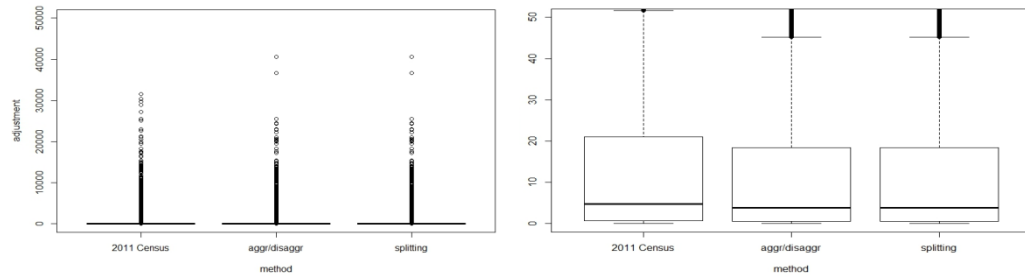 50000
40000
30000
20000
10000
0
adjustment
2011 Census aggr/disaggr splitting
method
50
40
30
20
10
0
2011 Census aggr/disaggr splitting
method